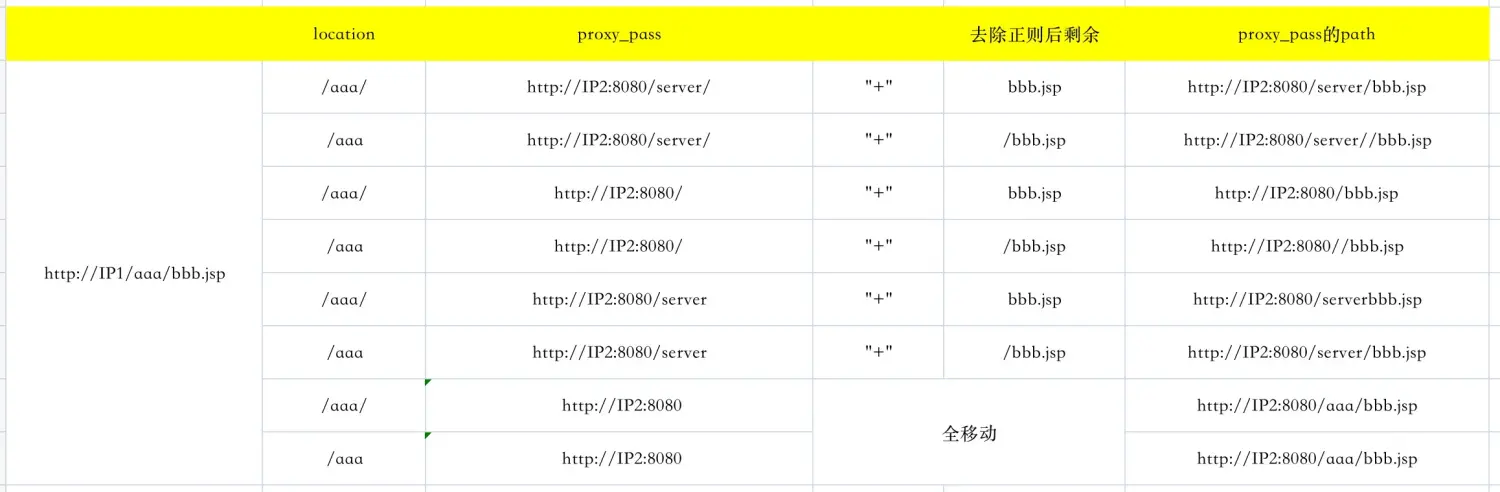 location proxy_pass 去除正则后剩余 proxy_pass的path
/aaa/ http://IP2:8080/server/ "+" bbb.jsp http://IP2:8080/server/bbb.jsp
/aaa http://IP2:8080/server/ "+" /bbb.jsp http://IP2:8080/server//bbb.jsp
/aaa/ http://IP2:8080/ "+" bbb.jsp http://IP2:8080/bbb.jsp
/aaa http://IP2:8080/ "+" /bbb.jsp http://IP2:8080//bbb.jsp
http://IP1/aaa/bbb.jsp
/aaa/ http://IP2:8080/server "+" bbb.jsp http://IP2:8080/serverbbb.jsp
/aaa http://IP2:8080/server "+" /bbb.jsp http://IP2:8080/server/bbb.jsp
/aaa/ http://IP2:8080 http://IP2:8080/aaa/bbb.jsp
全移动
/aaa http://IP2:8080 http://IP2:8080/aaa/bbb.jsp